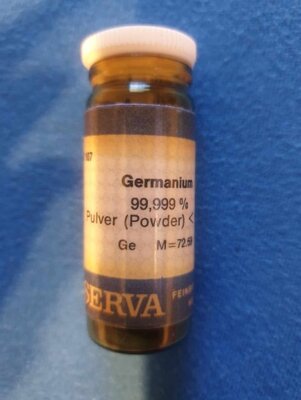 Germanium
99,999 %
Pulver (Powder) <
Ge M=72.59
SERVA